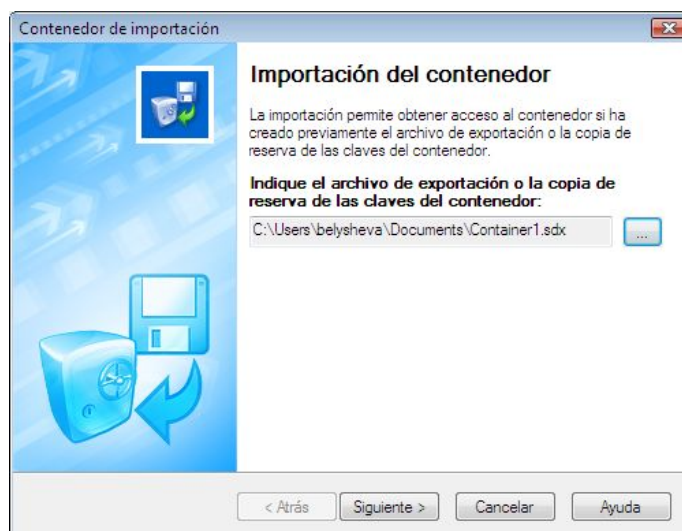 Contenedor de importación
Importación del contenedor
La importación permite obtener acceso al contenedor si ha
creado previamente el archivo de exportación o la copia de
reserva de las claves del contenedor.
Indique el archivo de exportación o la copia de
reserva de las claves del contenedor:
C:\Users\belysheva\Documents\Container1.sdx
...
< Atrás Siguiente > Cancelar Ayuda